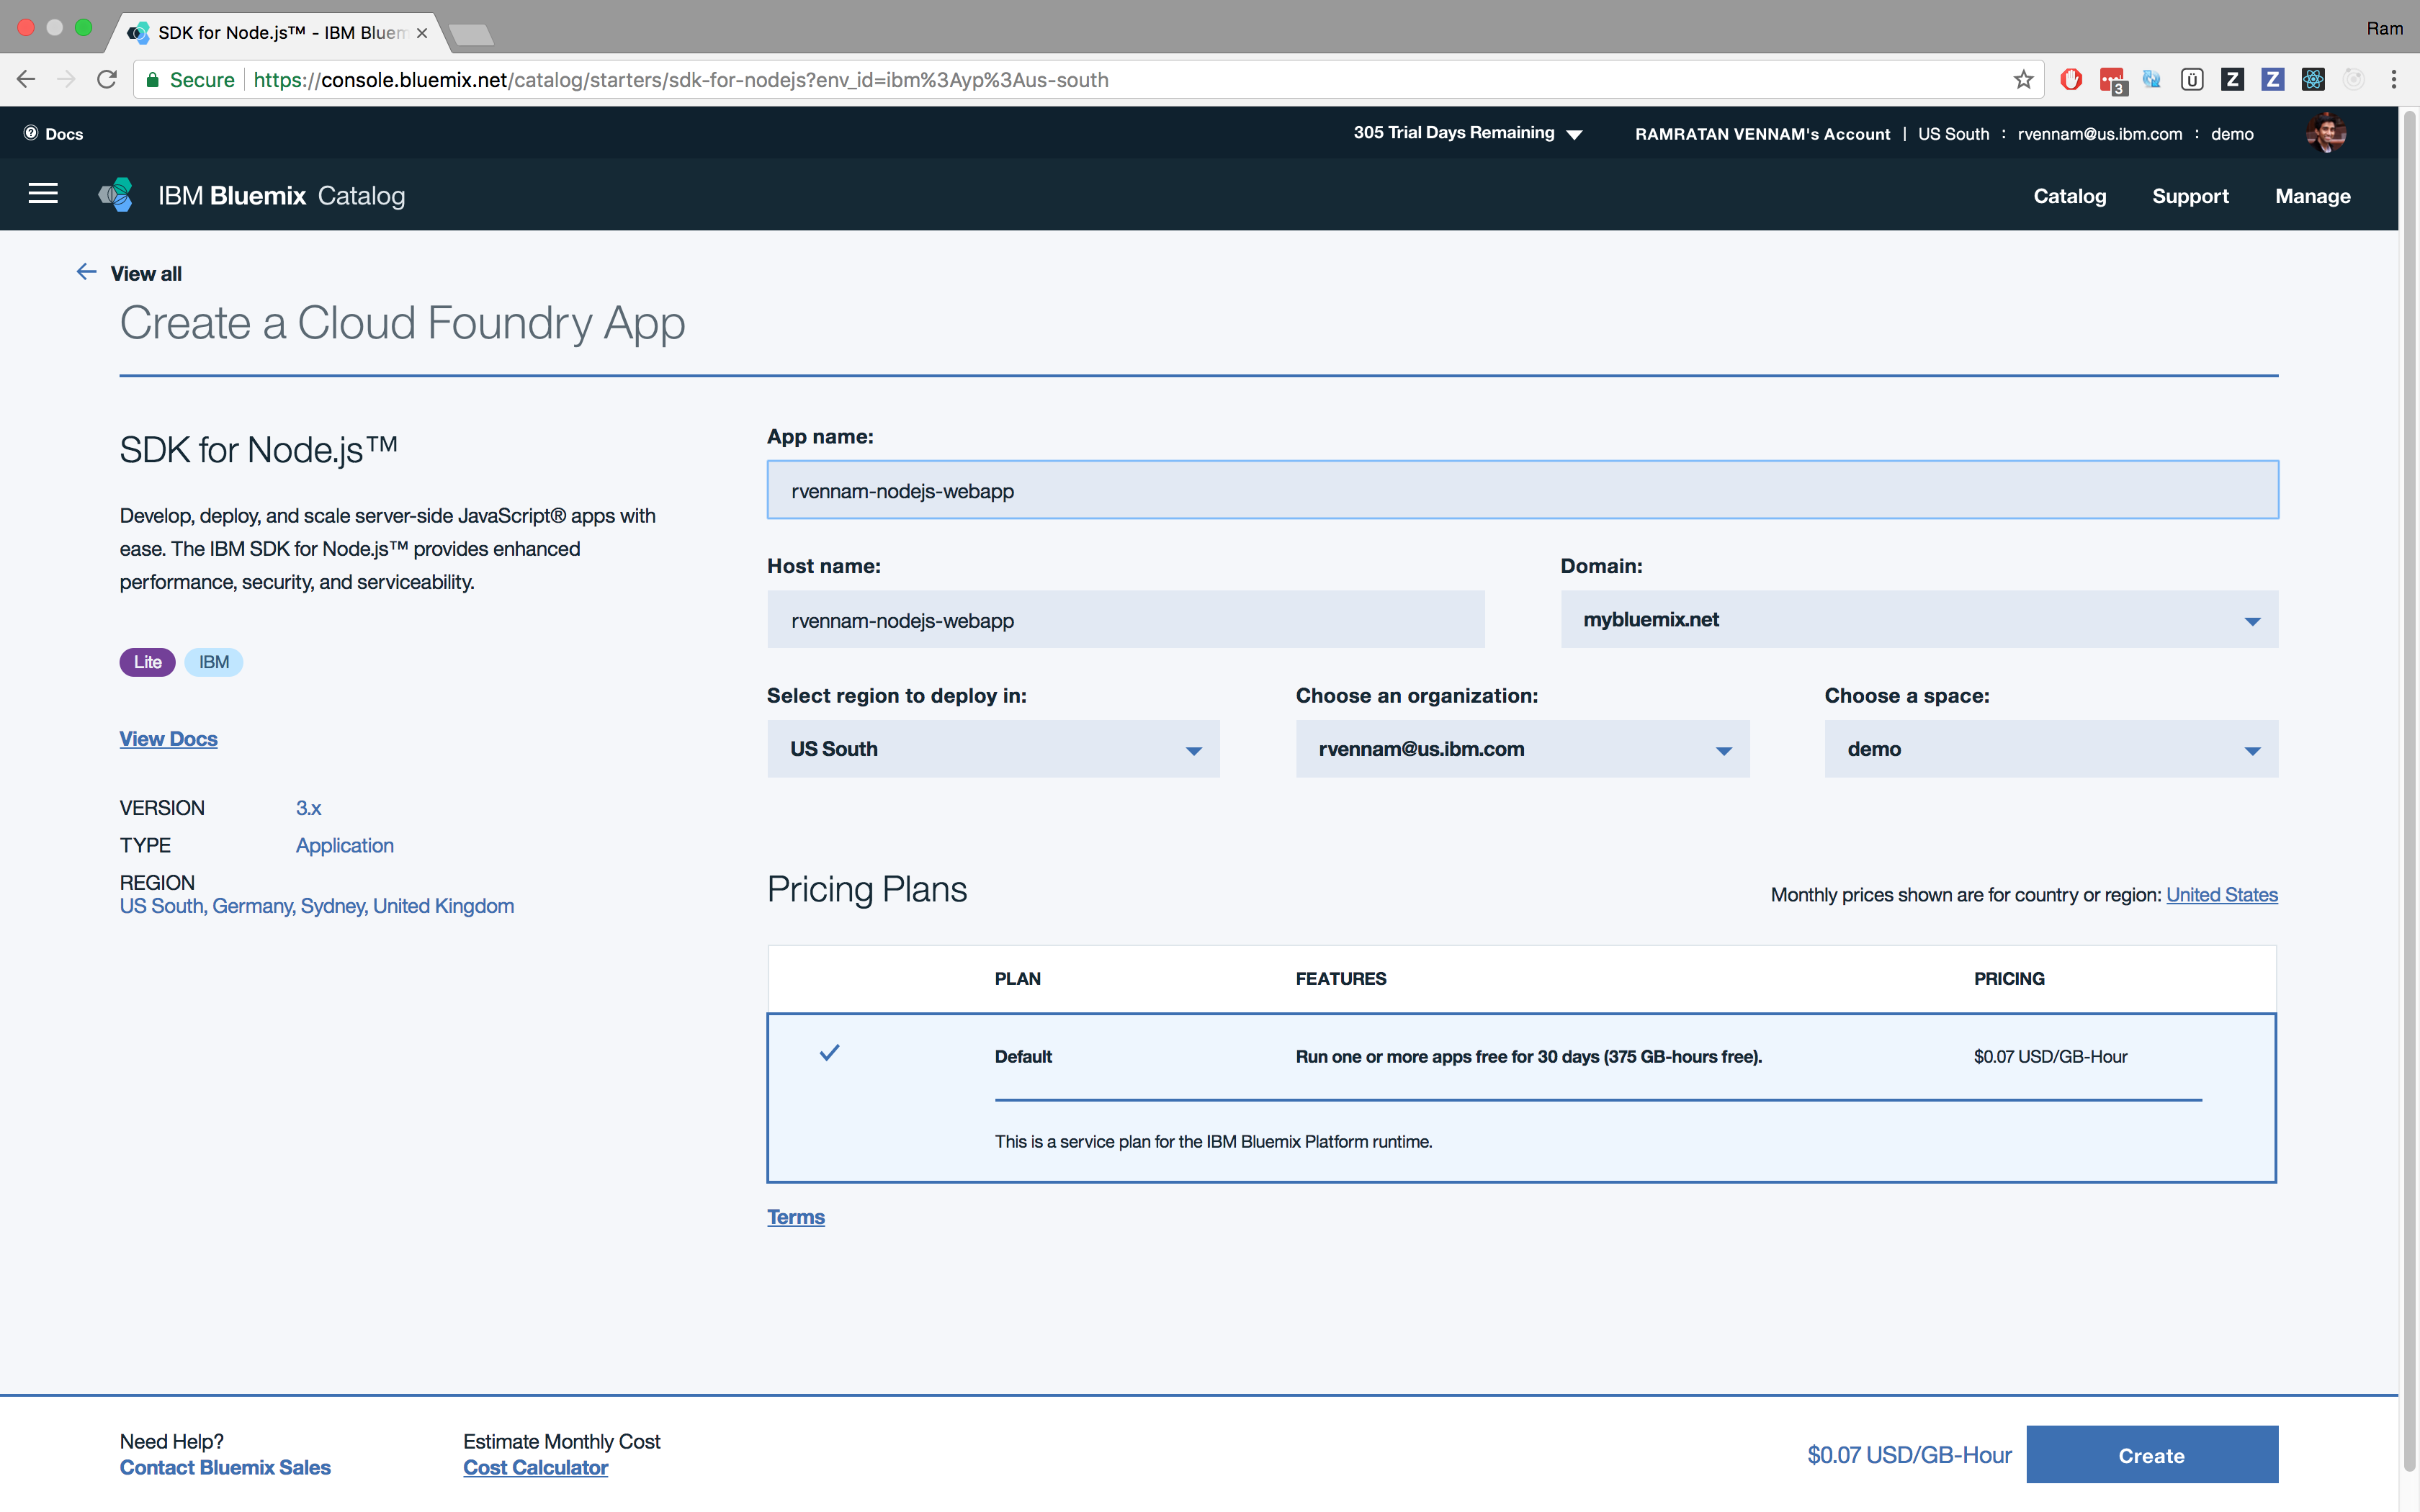 SDK for Node.js™ - IBM Bluem
Ram
Secure
https://console.bluemix.net/catalog/starters/sdk-for-nodejs?env_id=ibm%3Ayp%3Aus-south
3
ü
Z
Z
Docs
305 Trial Days Remaining
RAMRATAN VENNAM's Account | US South : rvennam@us.ibm.com : demo
IBM Bluemix Catalog
Catalog
Support
Manage
View all
Create a Cloud Foundry App
SDK for Node.js™
Develop, deploy, and scale server-side JavaScript® apps with
ease. The IBM SDK for Node.js™ provides enhanced
performance, security, and serviceability.
Lite
IBM
View Docs
VERSION 3.x
TYPE Application
REGION
US South, Germany, Sydney, United Kingdom
App name:
rvennam-nodejs-webapp
Host name:
rvennam-nodejs-webapp
Domain:
mybluemix.net
Select region to deploy in:
US South
Choose an organization:
rvennam@us.ibm.com
Choose a space:
demo
Pricing Plans
Monthly prices shown are for country or region: United States
PLAN FEATURES PRICING
Default Run one or more apps free for 30 days (375 GB-hours free). $0.07 USD/GB-Hour
This is a service plan for the IBM Bluemix Platform runtime.
Terms
Need Help?
Contact Bluemix Sales
Estimate Monthly Cost
Cost Calculator
$0.07 USD/GB-Hour
Create